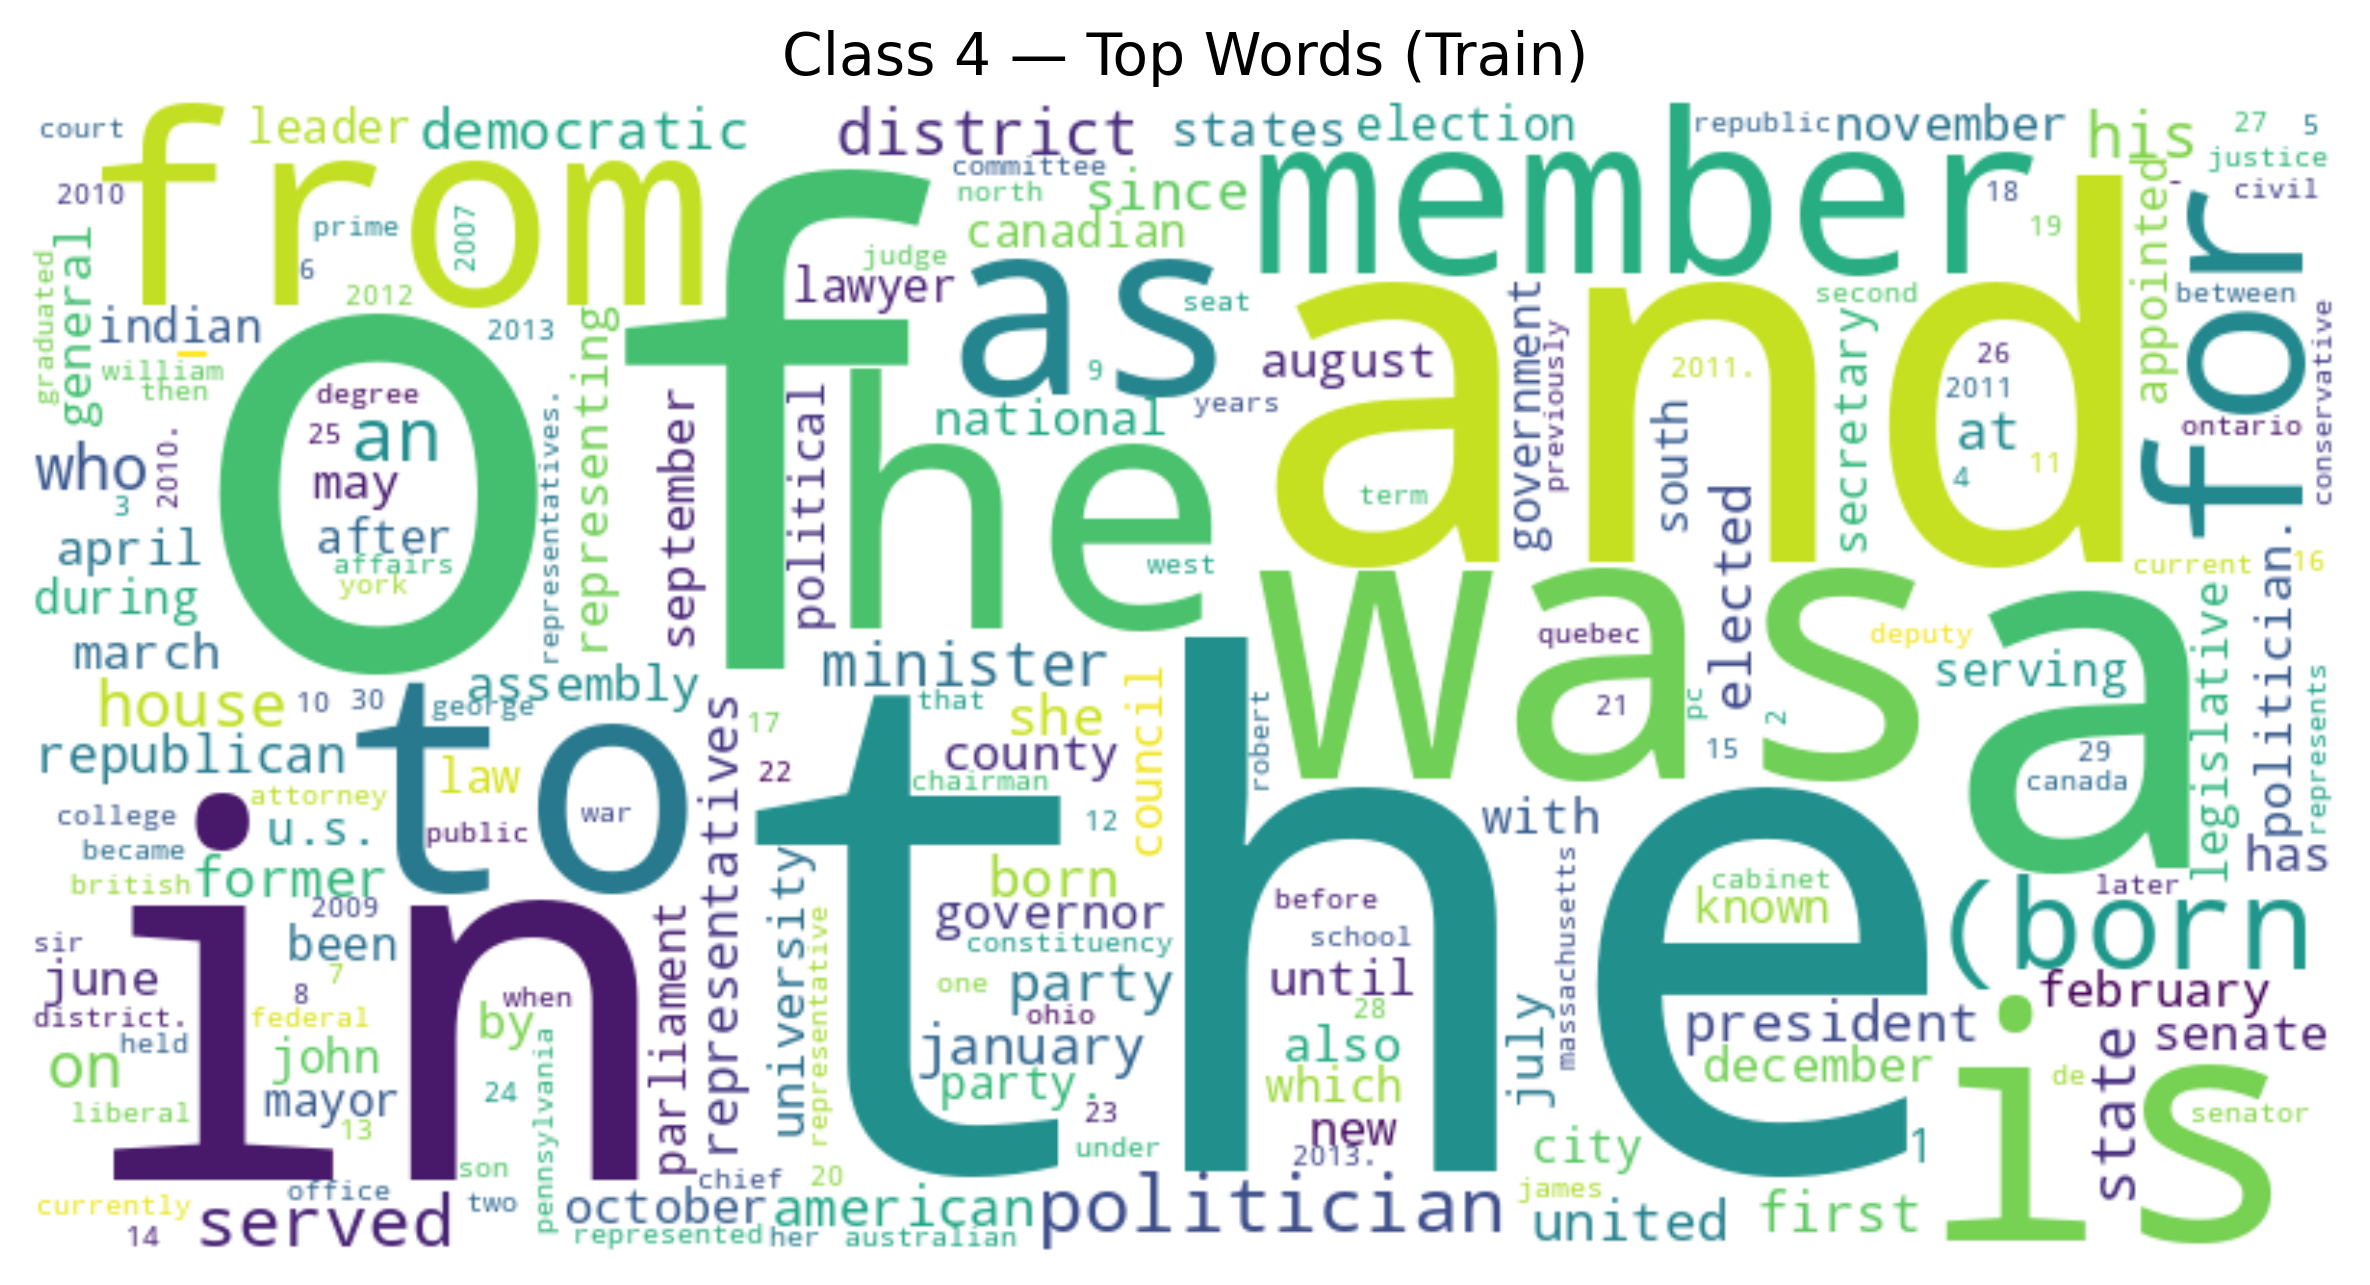 Class 4 — Top Words (Train)
court
leader
democratic
district
states
election
republic
november
his
27
5
from
committee
member
justice
2010
north
since
18
civil
-
prime
2007
canadian
19
appointed
for
6
judge
general
graduated
2012
lawyer
as
seat
second
between
indian
2013
of
and
william
then
representing
9
august
government
previously
2011.
secretary
26
2011
conservative
degree
national
years
25
an
he
political
september
south
at
ontario
who
2010.
may
term
4
11
3
representatives.
after
april
affairs
york
west
elected
current
16
politician.
during
was
a
quebec
deputy
legislative
march
minister
serving
represents
house
10
30
assembly
george
to
that
she
council
21
pc
2
republican
law
representatives
17
county
robert
15
29
canada
22
chairman
the
attorney
college
u.s.
public
war
12
with
has
became
university
british
former
born
cabinet
later
2009
in
parliament
governor
before
massachusetts
known
(born
sir
been
constituency
school
june
7
representative
one
party
until
february
8
when
28
district.
federal
by
ohio
president
is
held
january
also
july
senate
on
john
pennsylvania
state
december
de
mayor
24
party.
which
liberal
23
new
senator
13
under
2013.
city
1
son
chief
20
currently
office
two
october
american
politician
james
united
first
14
served
represented
her
australian